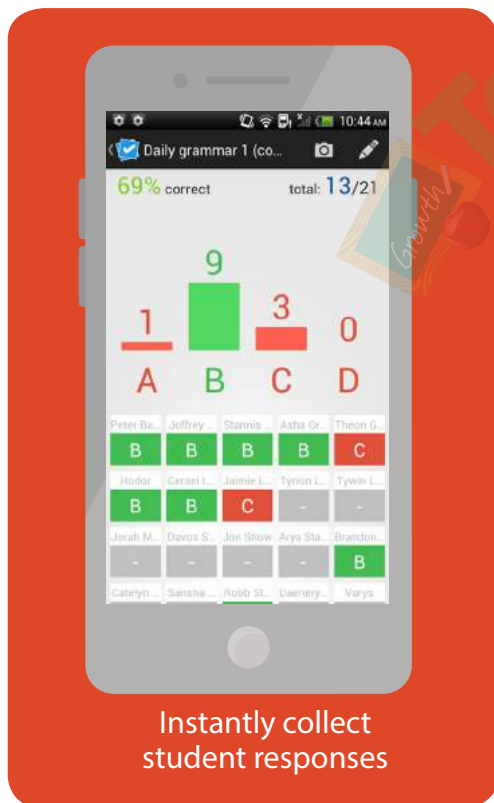 10:44 AM
Daily grammar 1 (co...
69% correct total: 13/21
1 9 3 0
A B C D
Peter Ba... Joffrey ... Stannis ... Asha Gr... Theon G...
B B B B C
Hodor Cersei L... Jaimie L... Tyrion L... Tywin L...
B B C - -
Jorah M... Davos S... Jon Snow Arya Sta... Brandon...
- - - - B
Catelyn ... Sansha ... Robb St... Daenery... Varys
Growth
Instantly collect
student responses